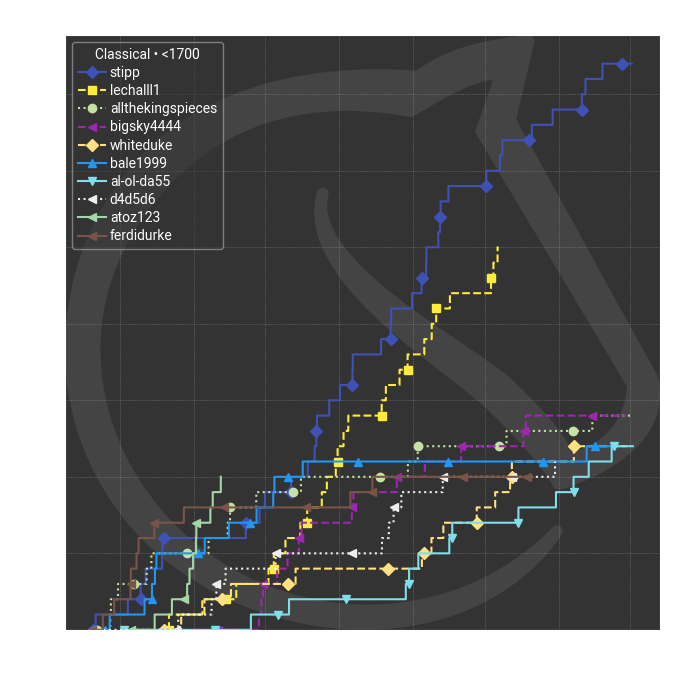 Classical • <1700
stipp
lechalll1
allthekingspieces
bigsky4444
whiteduke
bale1999
al-ol-da55
d4d5d6
atoz123
ferdidurke